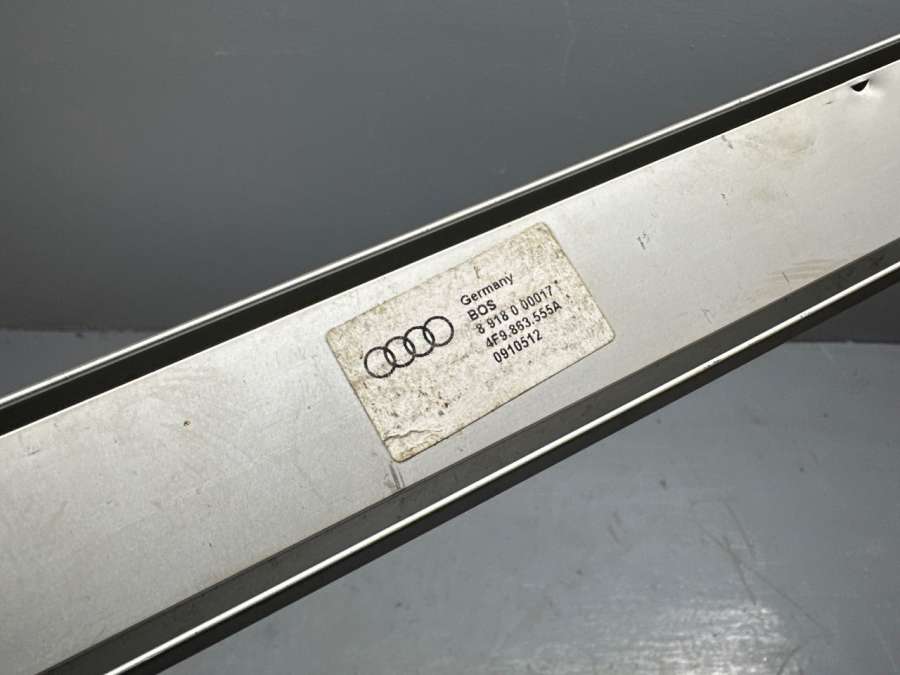 Germany
BOS
8 918 0 00017
4F9.863.555A
0910512